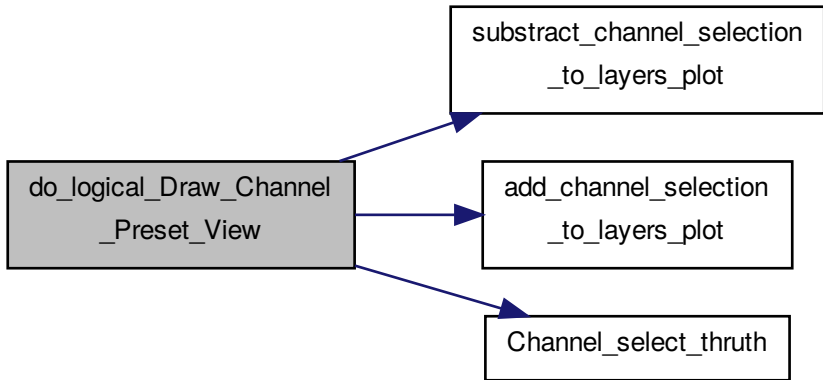 substract_channel_selection
_to_layers_plot
do_logical_Draw_Channel
_Preset_View
add_channel_selection
_to_layers_plot
Channel_select_thruth